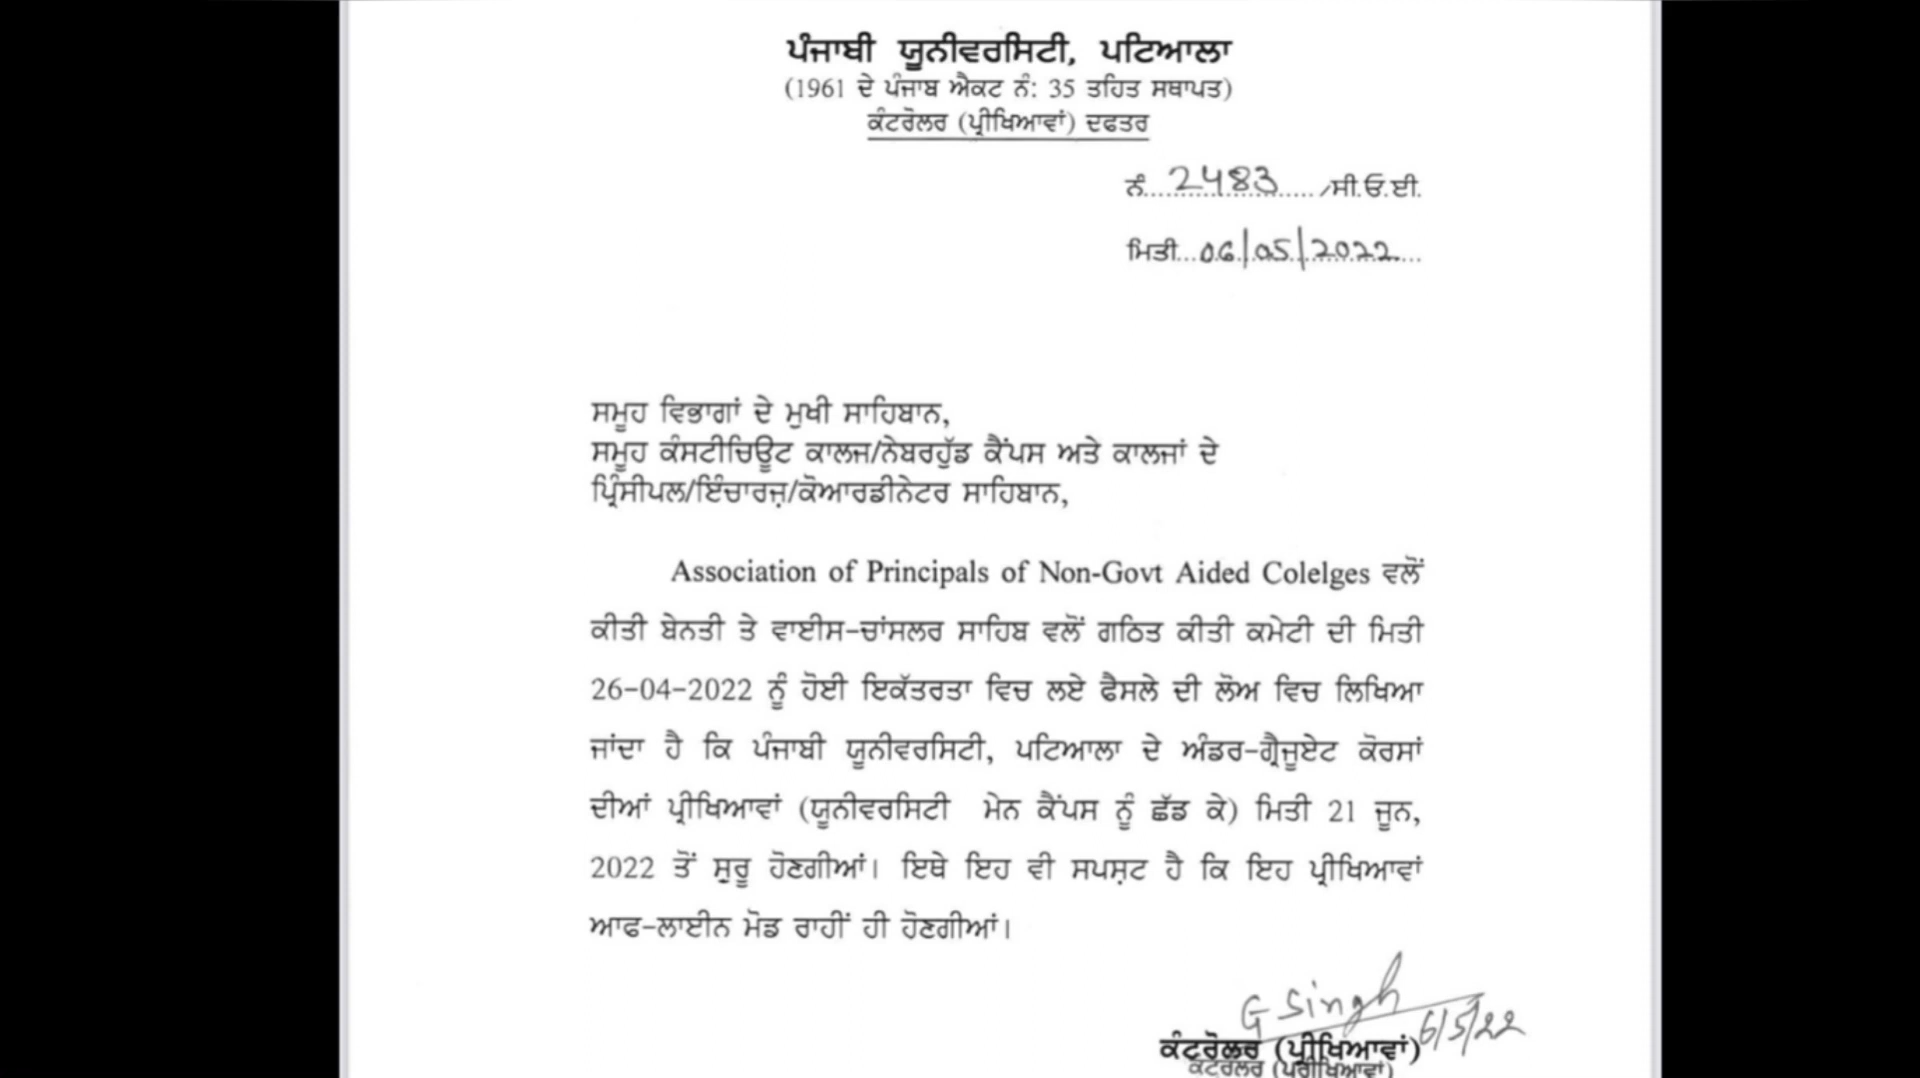 ਪੰਜਾਬੀ ਯੂਨੀਵਰਸਿਟੀ, ਪਟਿਆਲਾ
(1961 ਦੇ ਪੰਜਾਬ ਐਕਟ ਨੰ: 35 ਤਹਿਤ ਸਥਾਪਤ)
ਕੰਟਰੋਲਰ (ਪ੍ਰੀਖਿਆਵਾਂ) ਦਫਤਰ
ਨੰ....2483...../ਸੀ.ਓ.ਈ.
ਮਿਤੀ...06/05/2022...
ਸਮੂਹ ਵਿਭਾਗਾਂ ਦੇ ਮੁਖੀ ਸਾਹਿਬਾਨ,
ਸਮੂਹ ਕੰਸਟੀਚਿਊਟ ਕਾਲਜ/ਨੇਬਰਹੁੱਡ ਕੈਂਪਸ ਅਤੇ ਕਾਲਜਾਂ ਦੇ
ਪ੍ਰਿੰਸੀਪਲ/ਇੰਚਾਰਜ਼/ਕੋਆਰਡੀਨੇਟਰ ਸਾਹਿਬਾਨ,
Association of Principals of Non-Govt Aided Colelges ਵਲੋਂ
ਕੀਤੀ ਬੇਨਤੀ ਤੇ ਵਾਈਸ-ਚਾਂਸਲਰ ਸਾਹਿਬ ਵਲੋਂ ਗਠਿਤ ਕੀਤੀ ਕਮੇਟੀ ਦੀ ਮਿਤੀ
26-04-2022 ਨੂੰ ਹੋਈ ਇਕੱਤਰਤਾ ਵਿਚ ਲਏ ਫੈਸਲੇ ਦੀ ਲੋਅ ਵਿਚ ਲਿਖਿਆ
ਜਾਂਦਾ ਹੈ ਕਿ ਪੰਜਾਬੀ ਯੂਨੀਵਰਸਿਟੀ, ਪਟਿਆਲਾ ਦੇ ਅੰਡਰ-ਗ੍ਰੈਜੂਏਟ ਕੋਰਸਾਂ
ਦੀਆਂ ਪ੍ਰੀਖਿਆਵਾਂ (ਯੂਨੀਵਰਸਿਟੀ ਮੇਨ ਕੈਂਪਸ ਨੂੰ ਛੱਡ ਕੇ) ਮਿਤੀ 21 ਜੂਨ,
2022 ਤੋਂ ਸ਼ੁਰੂ ਹੋਣਗੀਆਂ। ਇਥੇ ਇਹ ਵੀ ਸਪਸ਼ਟ ਹੈ ਕਿ ਇਹ ਪ੍ਰੀਖਿਆਵਾਂ
ਆਫ-ਲਾਈਨ ਮੋਡ ਰਾਹੀਂ ਹੀ ਹੋਣਗੀਆਂ।
G Singh
6/5/22
ਕੰਟਰੋਲਰ (ਪ੍ਰੀਖਿਆਵਾਂ)
ਕੰਟਰੋਲਰ (ਪਰੀਖਿਆਵਾਂ)